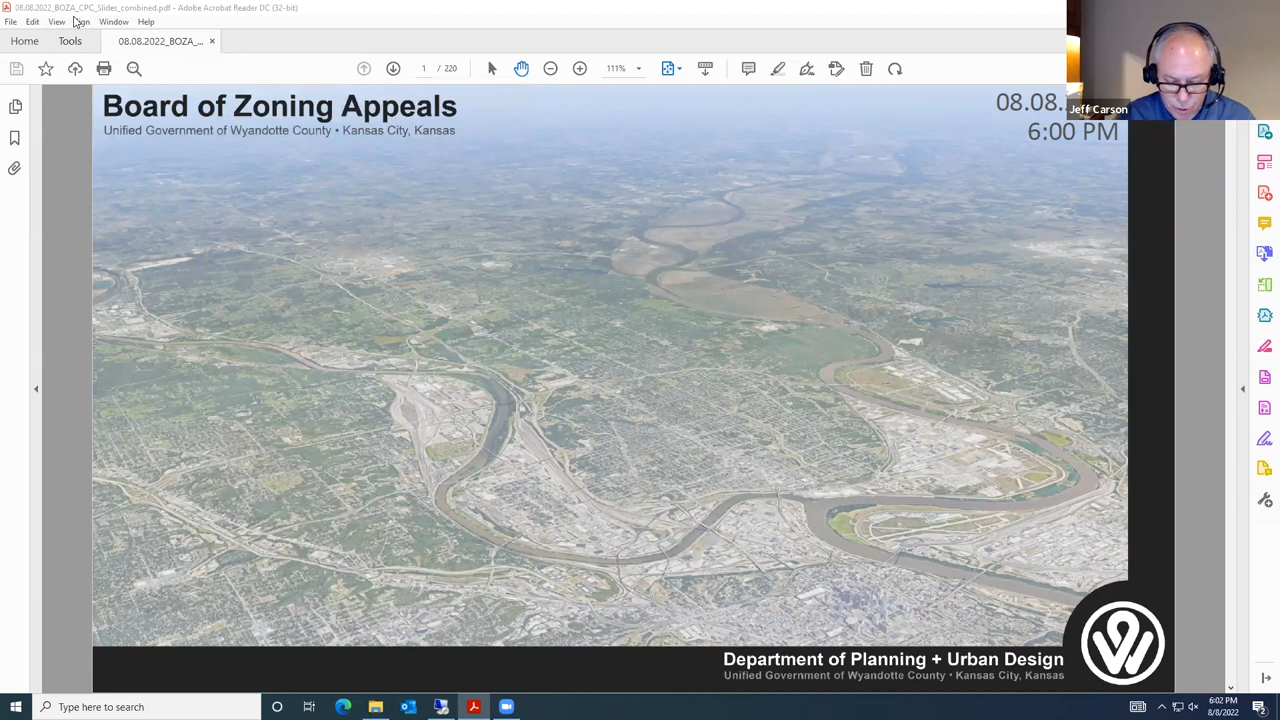 08.08.2022_BOZA_CPC_Slides_combined.pdf - Adobe Acrobat Reader DC (32-bit)
File Edit View Sign Window Help
Home Tools 08.08.2022_BOZA_...
1 / 220 111%
Board of Zoning Appeals
Unified Government of Wyandotte County • Kansas City, Kansas
08.08.
6:00 PM
Jeff Carson
Department of Planning + Urban Design
Unified Government of Wyandotte County • Kansas City, Kansas
Type here to search
6:02 PM
8/8/2022
2